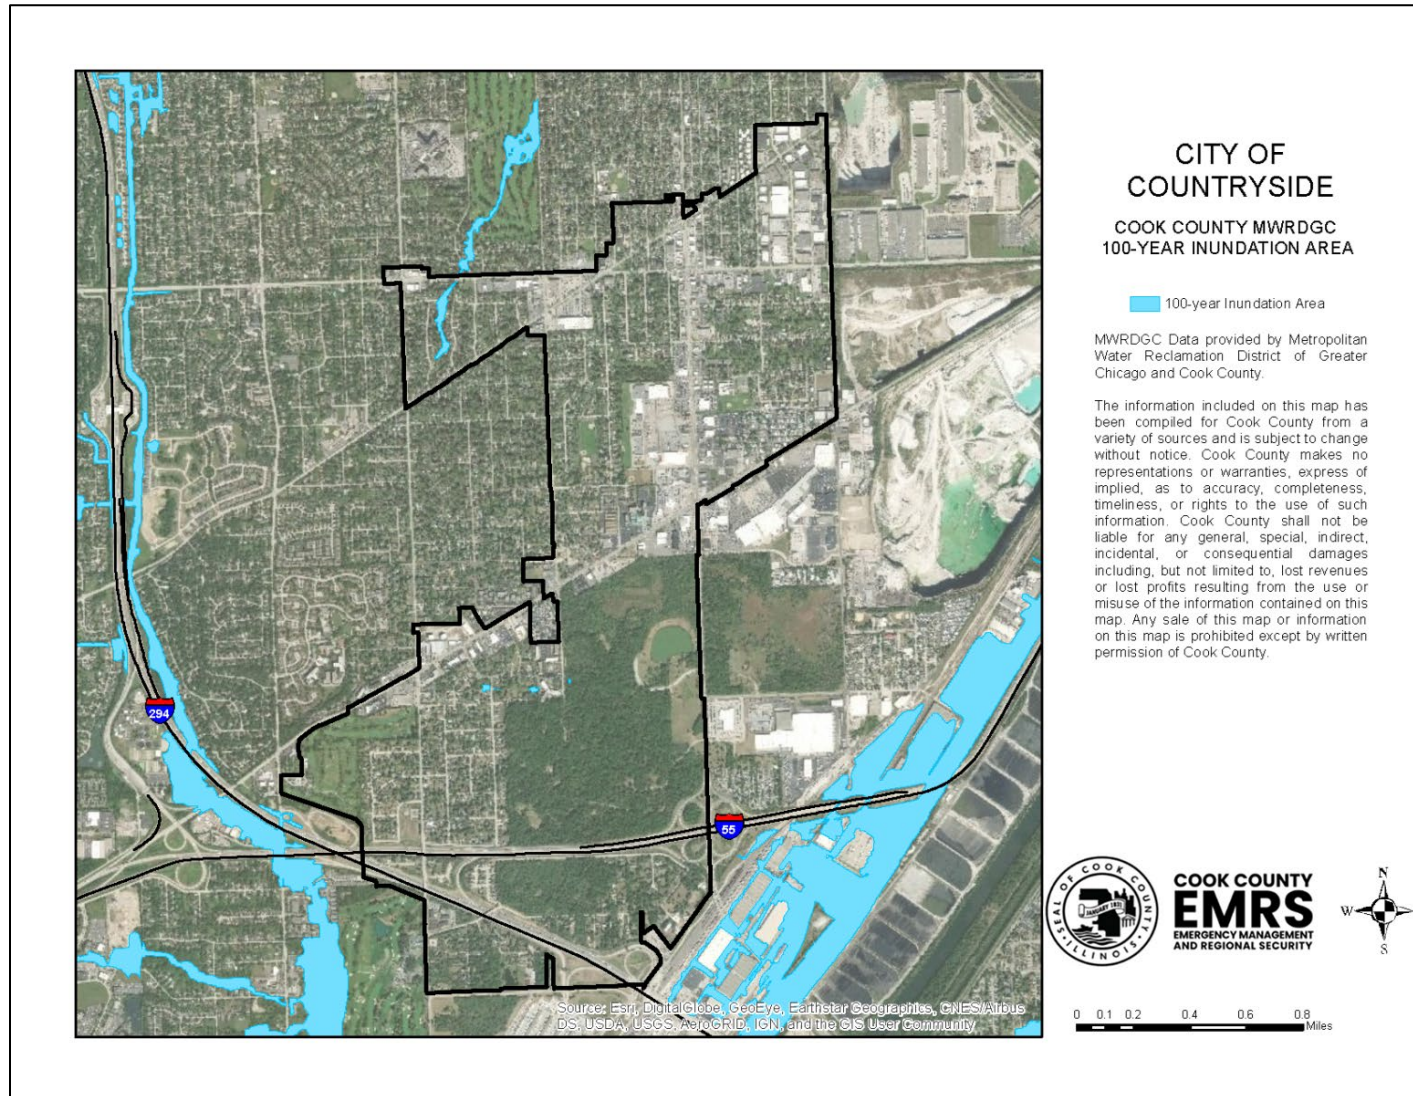 CITY OF
COUNTRYSIDE
COOK COUNTY MWRDGC
100-YEAR INUNDATION AREA
100-year Inundation Area
MWRDGC Data provided by Metropolitan
Water Reclamation District of Greater
Chicago and Cook County.
The information included on this map has
been compiled for Cook County from a
variety of sources and is subject to change
without notice. Cook County makes no
representations or warranties, express of
implied, as to accuracy, completeness,
timeliness, or rights to the use of such
information. Cook County shall not be
liable for any general, special, indirect,
incidental, or consequential damages
including, but not limited to, lost revenues
or lost profits resulting from the use or
misuse of the information contained on this
map. Any sale of this map or information
on this map is prohibited except by written
permission of Cook County.
294
55
SEAL OF COOK COUNTY
JANUARY 1831
ILLINOIS
COOK COUNTY
EMRS
EMERGENCY MANAGEMENT
AND REGIONAL SECURITY
N
W E
S
Source: Esri, DigitalGlobe, GeoEye, Earthstar Geographics, CNES/Airbus
DS, USDA, USGS, AeroGRID, IGN, and the GIS User Community
0 0.1 0.2 0.4 0.6 0.8
Miles